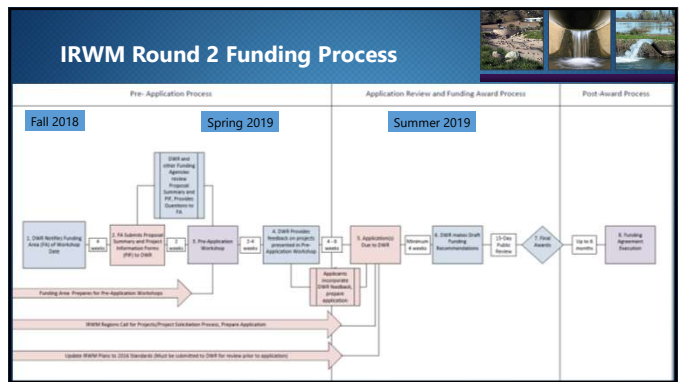 IRWM Round 2 Funding Process
Pre- Application Process
Application Review and Funding Award Process
Post-Award Process
Fall 2018
Spring 2019
Summer 2019
DWR and
other Funding
Agencies
review
Proposal
Summary and
PIF, Provides
Questions to
FA.
1. DWR Notifies Funding
Area (FA) of Workshop
Date
4
weeks
2. FA Submits Proposal
Summary and Project
Information Forms
(PIF) to DWR
2
weeks
3. Pre-Application
Workshop
2-4
weeks
4. DWR Provides
feedback on projects
presented in Pre-
Application Workshop
4 - 8
weeks
5. Application(s)
Due to DWR
Minimum
4 weeks
6. DWR makes Draft
Funding
Recommendations
15-Day
Public
Review
7. Final
Awards
Up to 6
months
8. Funding
Agreement
Execution
Applicants
incorporate
DWR feedback,
prepare
application
Funding Area Prepares for Pre-Application Workshops
IRWM Regions Call for Projects/Project Solicitation Process, Prepare Application
Update IRWM Plans to 2016 Standards (Must be submitted to DWR for review prior to application)